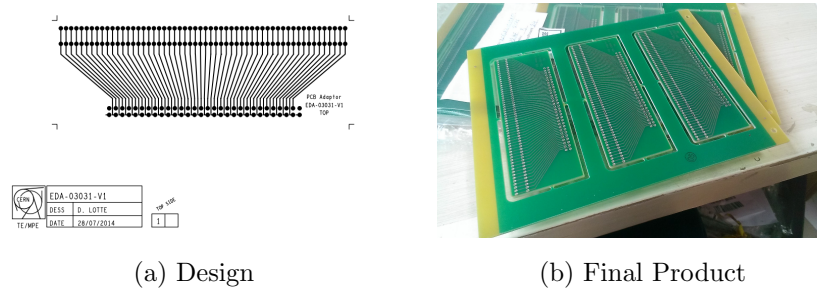 PCB Adaptor
EDA-03031-V1
TOP
CERN
TE/MPE
EDA-03031-V1
DESS D. LOTTE
DATE 28/07/2014
TOP SIDE
1
(a) Design
(b) Final Product